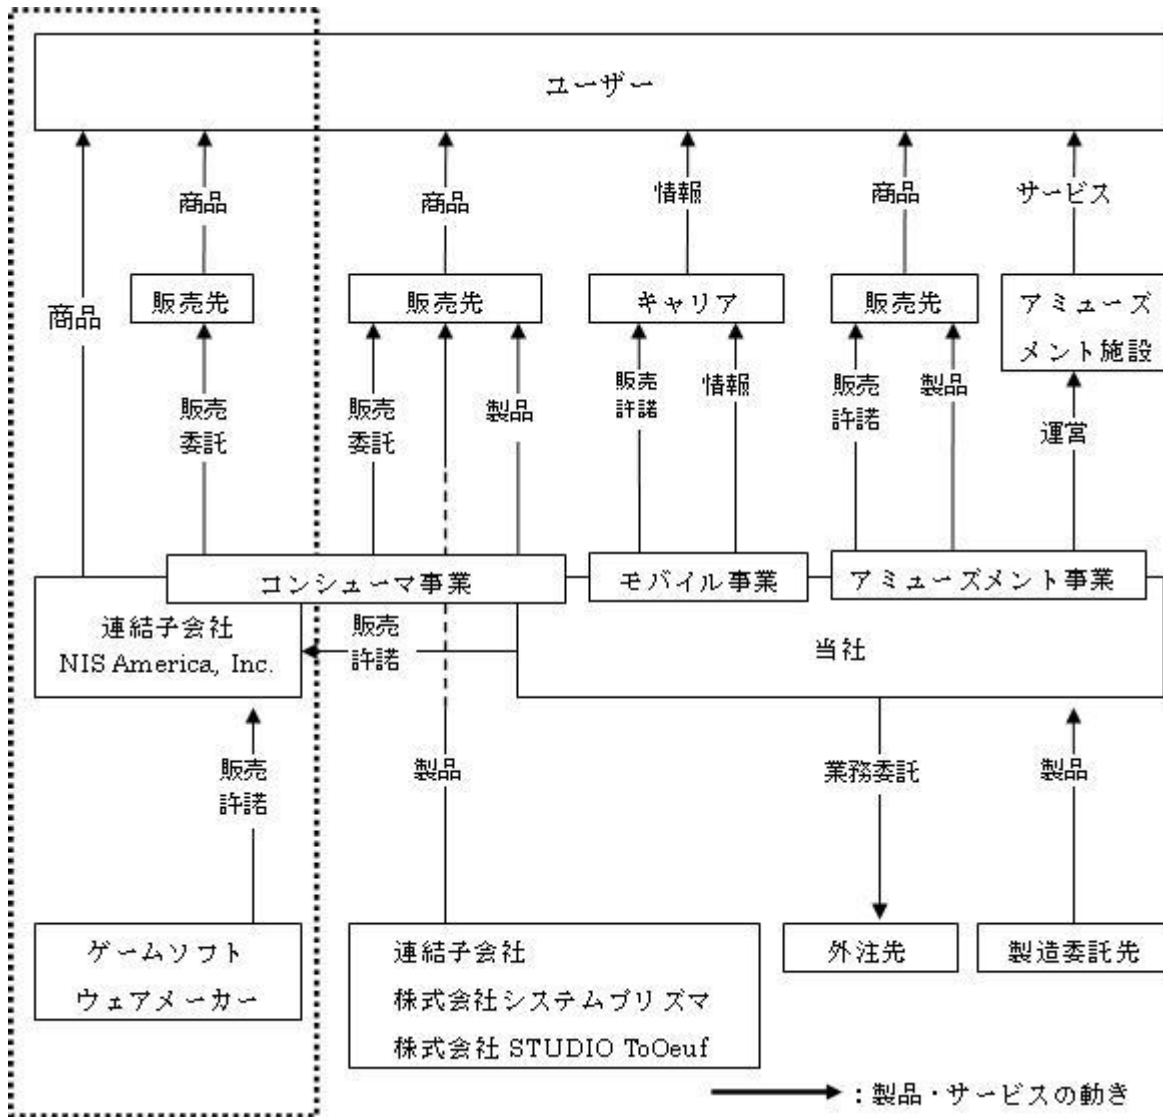 ユーザー
商品
商品
情報
商品
サービス
商品
販売先
販売先
キャリア
販売先
アミューズ
メント施設
販売
委託
販売
委託
製品
販売
許諾
情報
販売
許諾
製品
運営
コンシューマ事業
モバイル事業
アミューズメント事業
連結子会社
NIS America, Inc.
販売
許諾
当社
販売
許諾
製品
業務委託
製品
ゲームソフト
ウェアメーカー
連結子会社
株式会社システムプリズマ
株式会社 STUDIO ToOeuf
外注先
製造委託先
:製品・サービスの動き